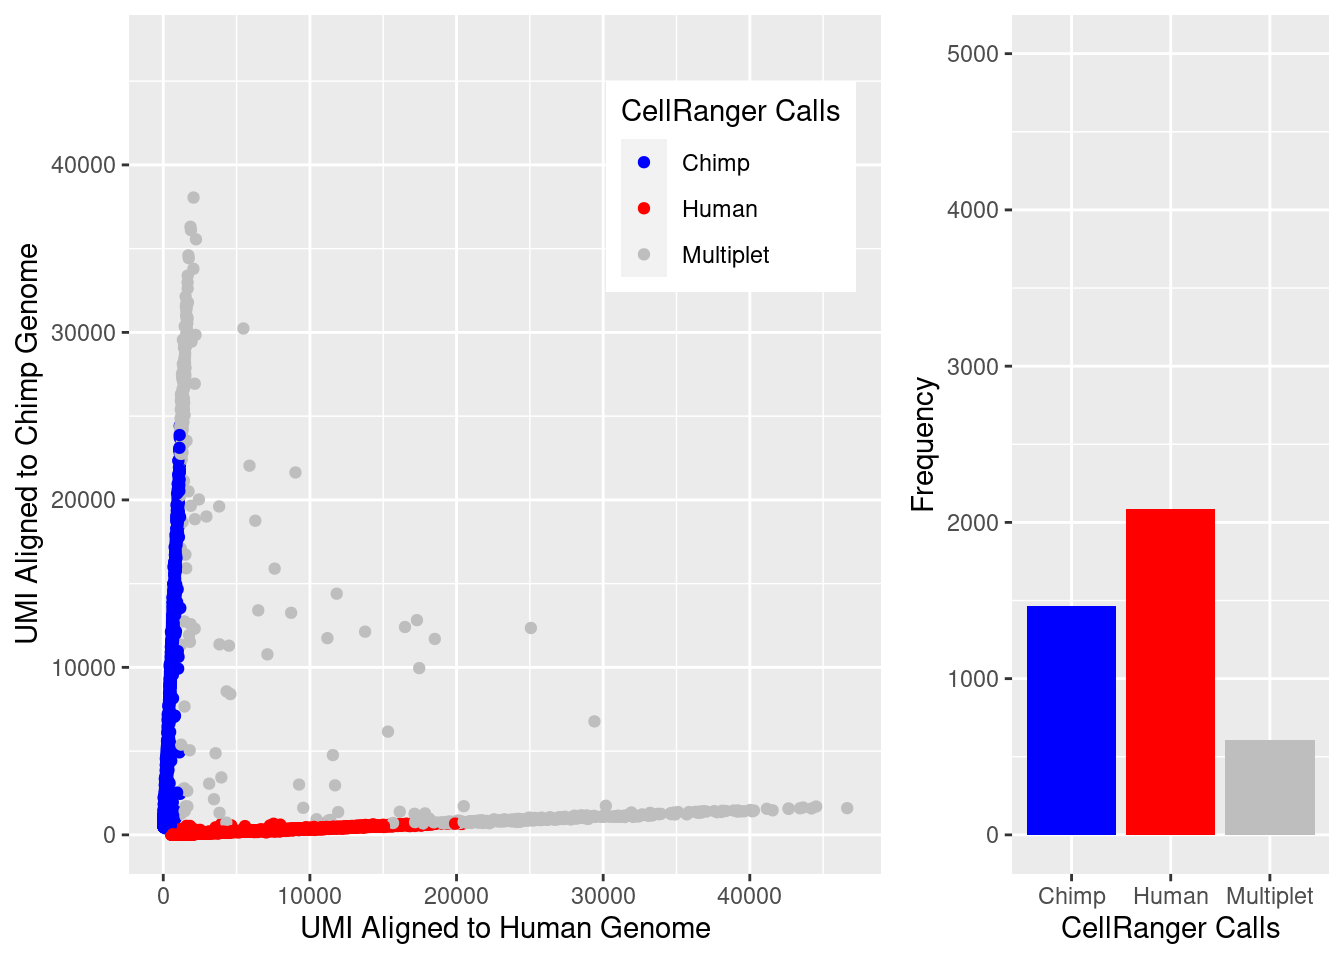 CellRanger Calls
Chimp
Human
Multiplet
UMI Aligned to Chimp Genome
40000
30000
20000
10000
0
0 10000 20000 30000 40000
UMI Aligned to Human Genome
Frequency
5000
4000
3000
2000
1000
0
Chimp Human Multiplet
CellRanger Calls